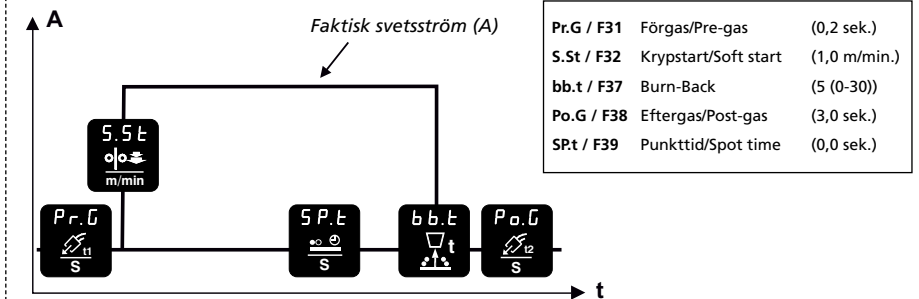 A
Faktisk svetsström (A)
Pr.G / F31 Förgas/Pre-gas (0,2 sek.)
S.St / F32 Krypstart/Soft start (1,0 m/min.)
bb.t / F37 Burn-Back (5 (0-30))
Po.G / F38 Eftergas/Post-gas (3,0 sek.)
SP.t / F39 Punkttid/Spot time (0,0 sek.)
S.St
m/min
Pr.G
t1
S
SP.t
S
bb.t
t
Po.G
t2
S
t